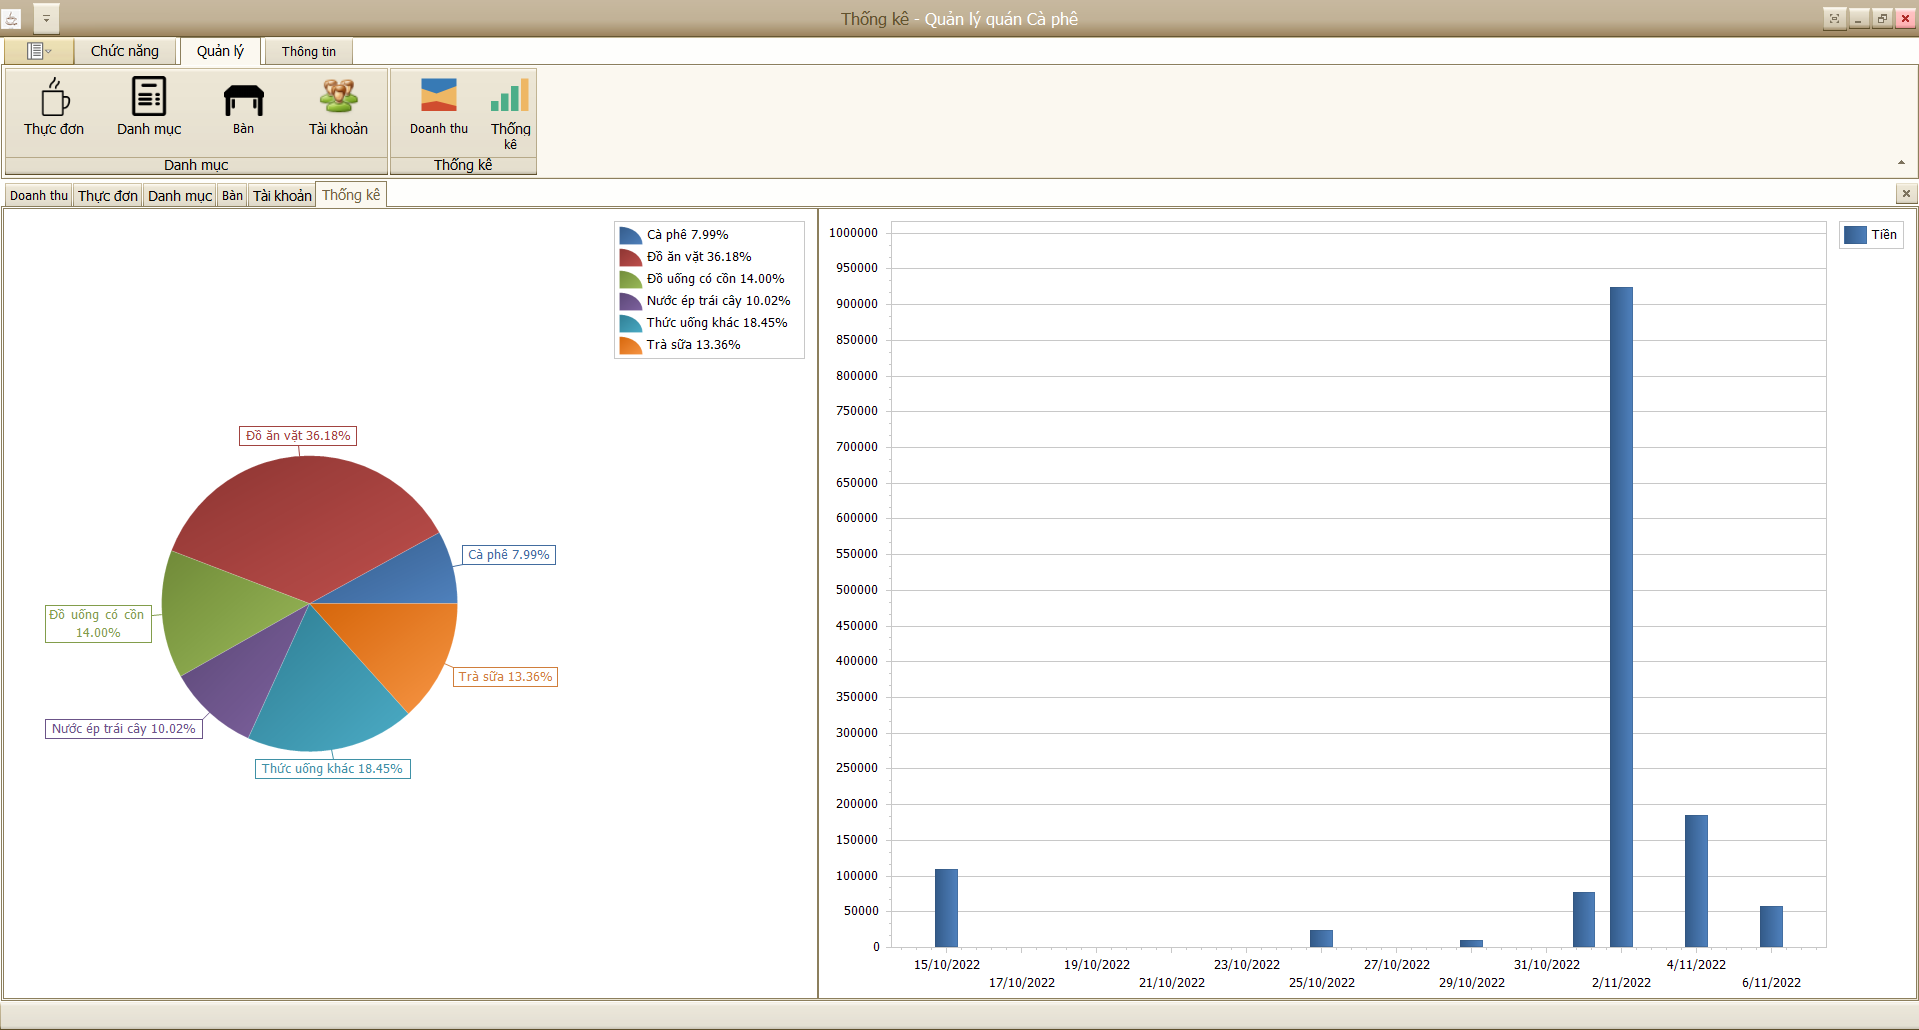 Thống kê - Quản lý quán Cà phê
Chức năng
Quản lý
Thông tin
Thực đơn
Danh mục
Bàn
Tài khoản
Doanh thu
Thống
kê
Danh mục
Thống kê
Doanh thu
Thực đơn
Danh mục
Bàn
Tài khoản
Thống kê
Cà phê 7.99%
Đồ ăn vặt 36.18%
Đồ uống có cồn 14.00%
Nước ép trái cây 10.02%
Thức uống khác 18.45%
Trà sữa 13.36%
Đồ ăn vặt 36.18%
Cà phê 7.99%
Đồ uống có cồn
14.00%
Trà sữa 13.36%
Nước ép trái cây 10.02%
Thức uống khác 18.45%
Tiền
1000000
950000
900000
850000
800000
750000
700000
650000
600000
550000
500000
450000
400000
350000
300000
250000
200000
150000
100000
50000
0
15/10/2022
17/10/2022
19/10/2022
21/10/2022
23/10/2022
25/10/2022
27/10/2022
29/10/2022
31/10/2022
2/11/2022
4/11/2022
6/11/2022